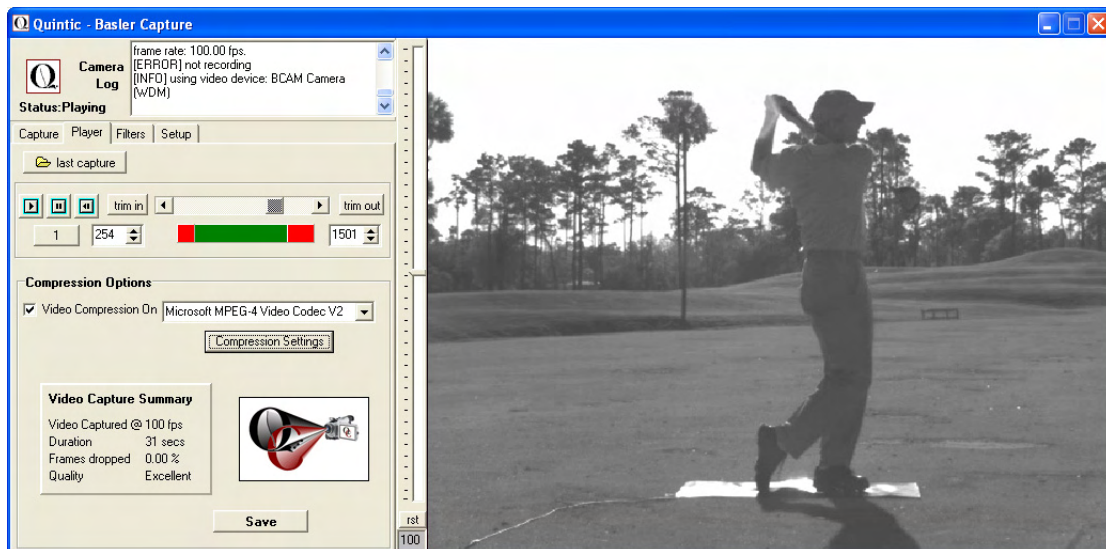 Quintic - Basler Capture
Camera Log
frame rate: 100.00 fps.
[ERROR] not recording
[INFO] using video device: BCAM Camera
(WDM)
Status:Playing
Capture Player Filters Setup
last capture
trim in trim out
1 254 1501
Compression Options
Video Compression On Microsoft MPEG-4 Video Codec V2
Compression Settings
Video Capture Summary
Video Captured @ 100 fps
Duration 31 secs
Frames dropped 0.00 %
Quality Excellent
Save
rst
100